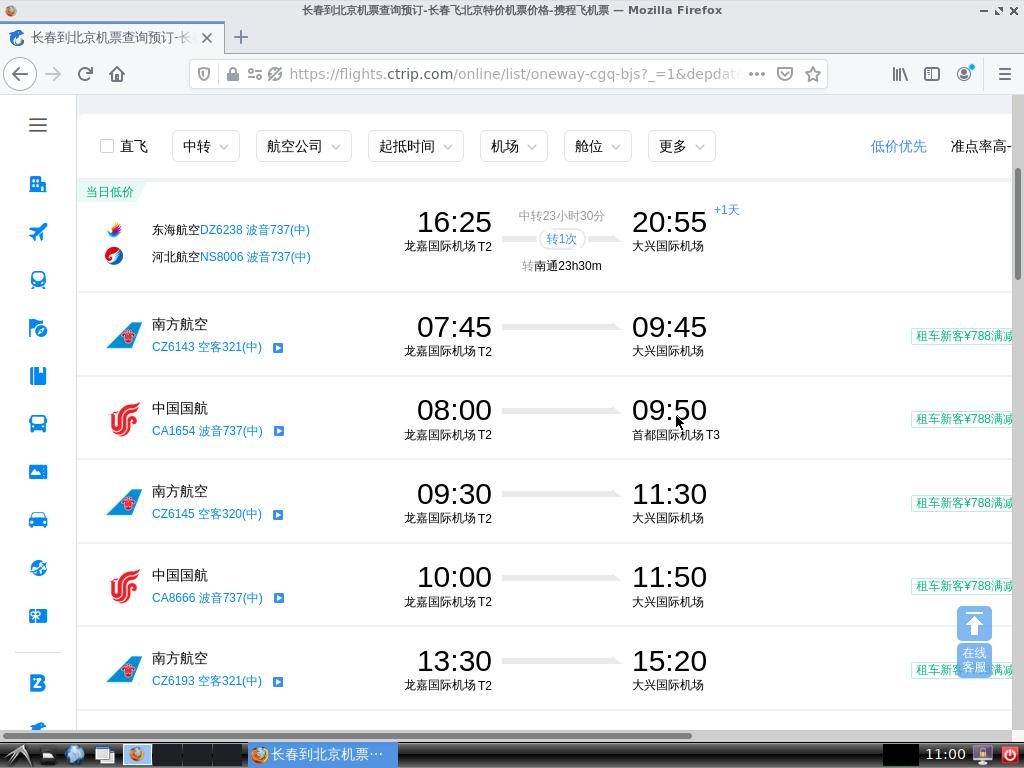 长春到北京机票查询预订-长春飞北京特价机票价格-携程飞机票 — Mozilla Firefox
长春到北京机票查询预订-长
https://flights.ctrip.com/online/list/oneway-cgq-bjs?_=1&depdat
直飞
中转
航空公司
起抵时间
机场
舱位
更多
低价优先
准点率高-
当日低价
东海航空DZ6238 波音737(中)
河北航空NS8006 波音737(中)
16:25
龙嘉国际机场 T2
中转23小时30分
转1次
转南通23h30m
20:55
+1天
大兴国际机场
南方航空
CZ6143 空客321(中)
07:45
龙嘉国际机场 T2
09:45
大兴国际机场
租车新客¥788满减
中国国航
CA1654 波音737(中)
08:00
龙嘉国际机场 T2
09:50
首都国际机场 T3
租车新客¥788满减
南方航空
CZ6145 空客320(中)
09:30
龙嘉国际机场 T2
11:30
大兴国际机场
租车新客¥788满减
中国国航
CA8666 波音737(中)
10:00
龙嘉国际机场 T2
11:50
大兴国际机场
租车新客¥788满减
南方航空
CZ6193 空客321(中)
13:30
龙嘉国际机场 T2
15:20
大兴国际机场
租车新客¥788满减
在线
客服
长春到北京机票···
11:00